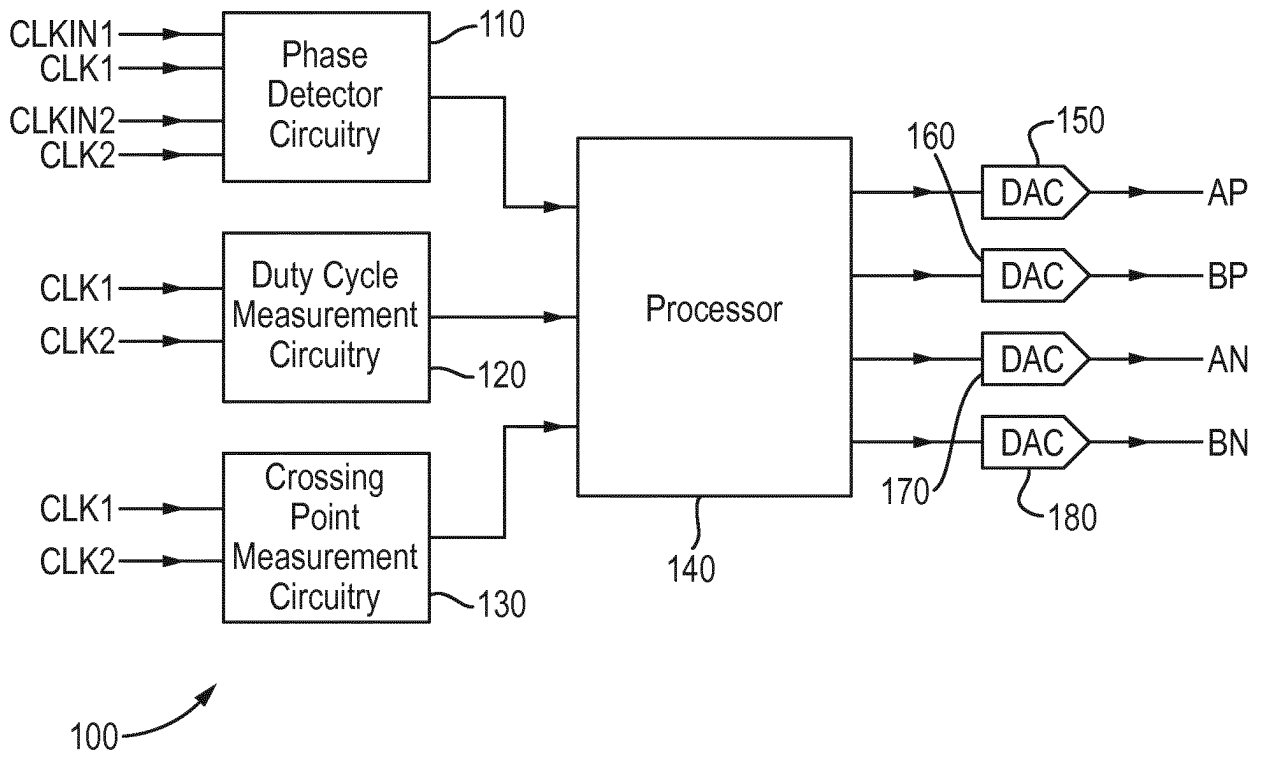 CLKIN1
CLK1
CLKIN2
CLK2
Phase
Detector
Circuitry
110
CLK1
CLK2
Duty Cycle
Measurement
Circuitry
120
CLK1
CLK2
Crossing
Point
Measurement
Circuitry
130
Processor
140
150
160
DAC
AP
DAC
BP
DAC
AN
170
DAC
BN
180
100